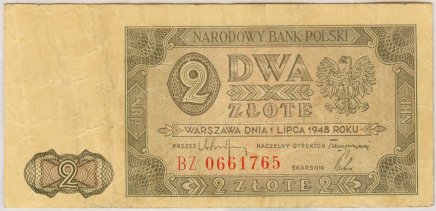 NARODOWY BANK POLSKI
2 DWA
ZŁOTE
NBP NBP
WARSZAWA DNIA 1 LIPCA 1948 ROKU
PREZES NACZELNY DYREKTOR
BZ 0661765 SKARBNIK
2
2 ZŁOTE 2